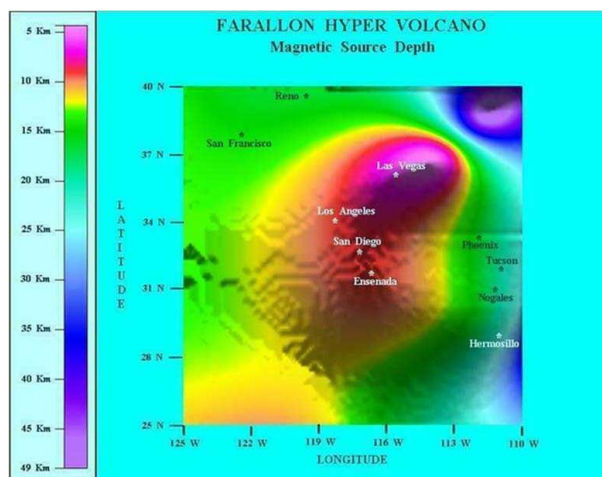 FARALLON HYPER VOLCANO
Magnetic Source Depth
5 Km
10 Km
15 Km
20 Km
25 Km
30 Km
35 Km
40 Km
45 Km
49 Km
LATITUDE
40 N
37 N
34 N
31 N
28 N
25 N
Reno
San Francisco
Las Vegas
Los Angeles
San Diego
Phoenix
Ensenada
Tucson
Nogales
Hermosillo
125 W
122 W
119 W
116 W
113 W
110 W
LONGITUDE